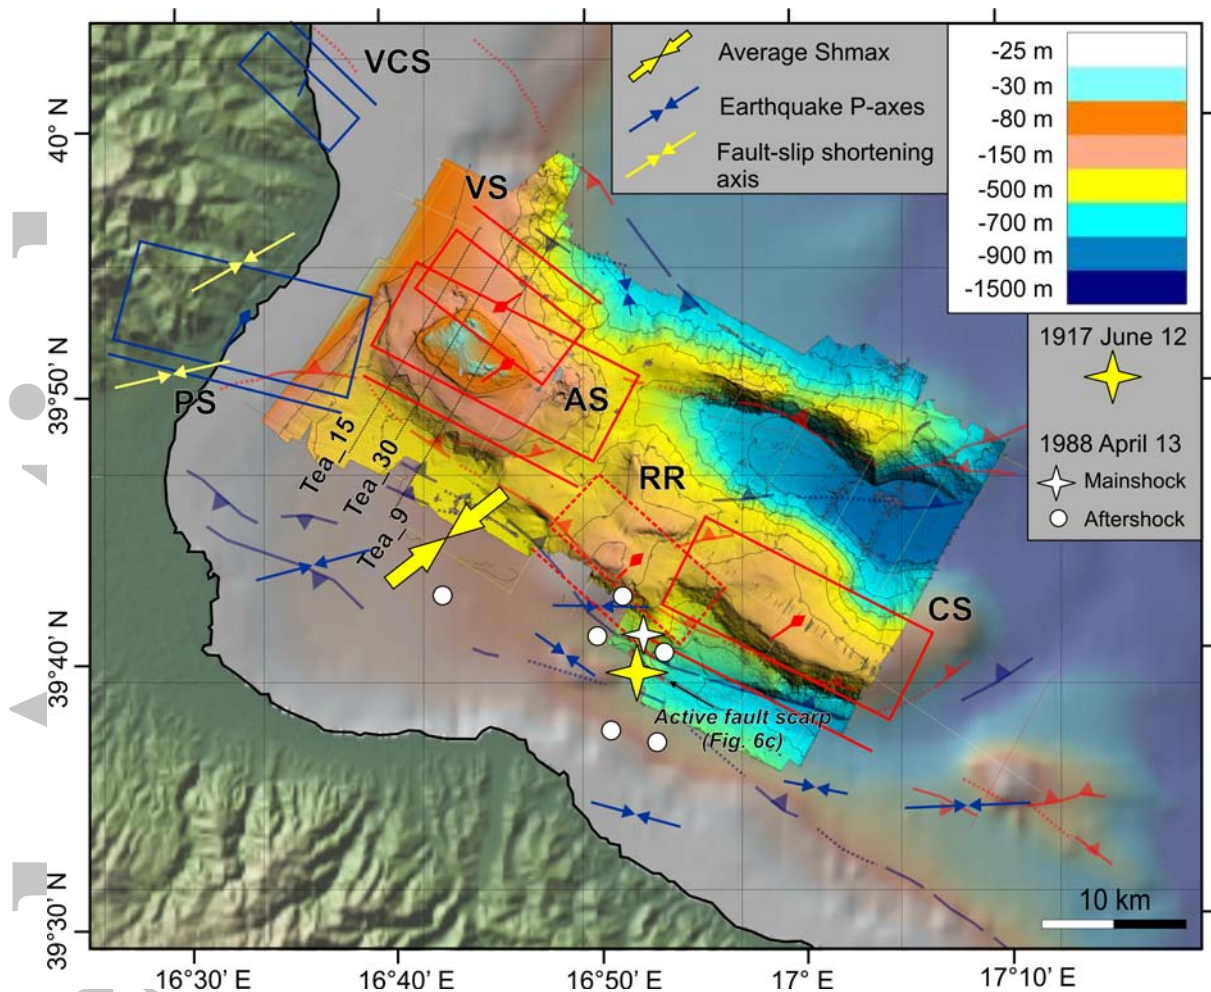 VCS
Average Shmax
Earthquake P-axes
Fault-slip shortening
axis
-25 m
-30 m
-80 m
-150 m
-500 m
-700 m
-900 m
-1500 m
1917 June 12
1988 April 13
Mainshock
Aftershock
40° N
39°50' N
39°40' N
39°30' N
VS
PS
AS
RR
CS
Tea_15
Tea_30
Tea_9
Active fault scarp
(Fig. 6c)
10 km
16°30' E
16°40' E
16°50' E
17° E
17°10' E